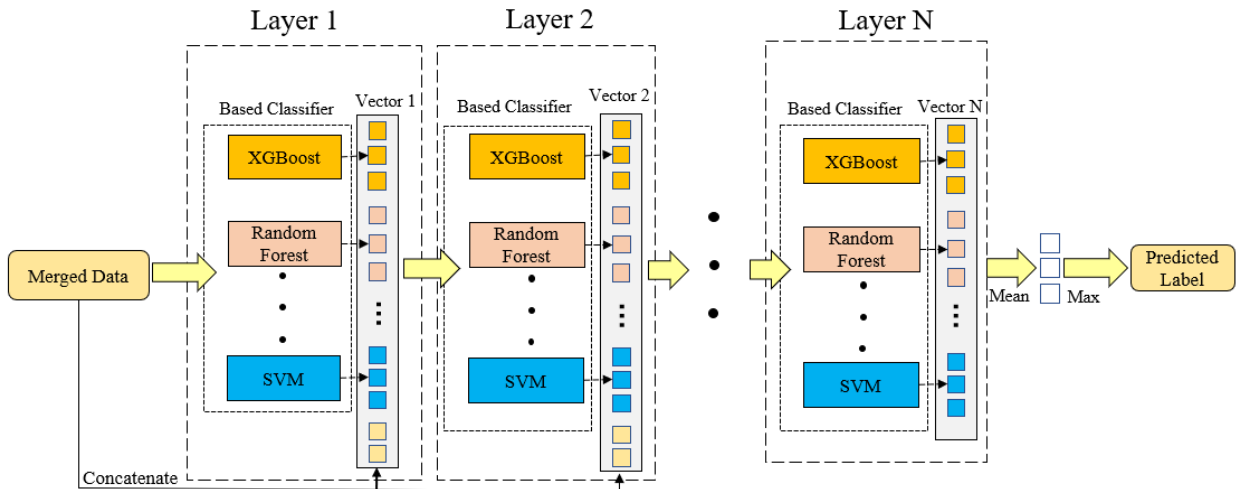 Layer 1
Layer 2
Layer N
Based Classifier
Vector 1
Based Classifier
Vector 2
Based Classifier
Vector N
XGBoost
XGBoost
XGBoost
Random
Forest
Random
Forest
Random
Forest
Merged Data
Mean
Max
Predicted
Label
SVM
SVM
SVM
Concatenate